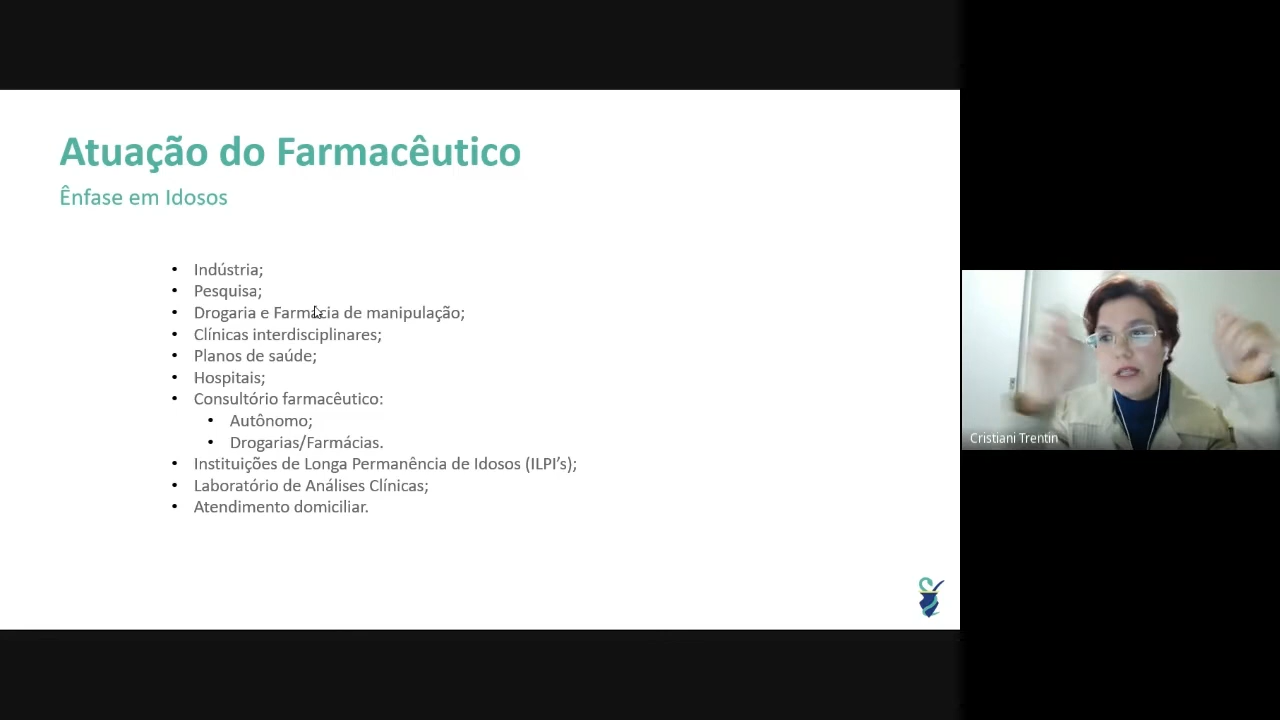 Atuação do Farmacêutico
Ênfase em Idosos
• Indústria;
• Pesquisa;
• Drogaria e Farmácia de manipulação;
• Clínicas interdisciplinares;
• Planos de saúde;
• Hospitais;
• Consultório farmacêutico:
• Autônomo;
• Drogarias/Farmácias.
• Instituições de Longa Permanência de Idosos (ILPI’s);
• Laboratório de Análises Clínicas;
• Atendimento domiciliar.
Cristiani Trentin